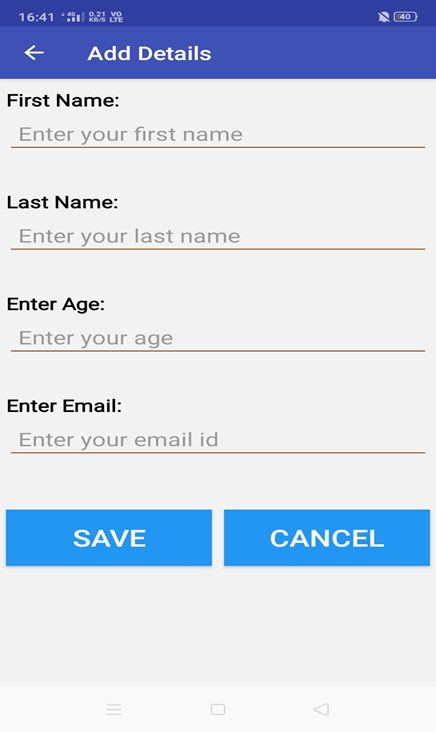 16:41 4G 0.21 KB/S VO LTE 40
Add Details
First Name:
Enter your first name
Last Name:
Enter your last name
Enter Age:
Enter your age
Enter Email:
Enter your email id
SAVE CANCEL